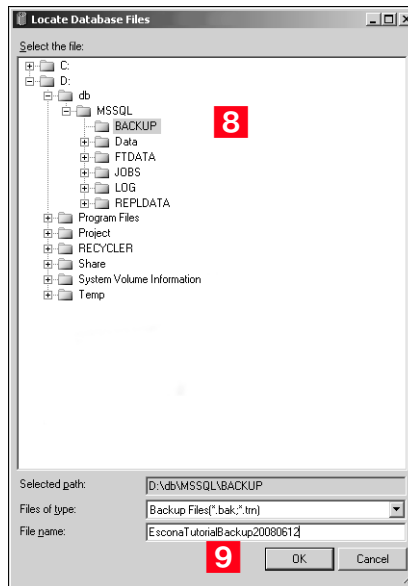 Locate Database Files
Select the file:
C:
D:
db
MSSQL
BACKUP
8
Data
FTDATA
JOBS
LOG
REPLDATA
Program Files
Project
RECYCLER
Share
System Volume Information
Temp
Selected path: D:\db\MSSQL\BACKUP
Files of type: Backup Files(*.bak;*.trn)
File name: EsconaTutorialBackup20080612
9 OK Cancel